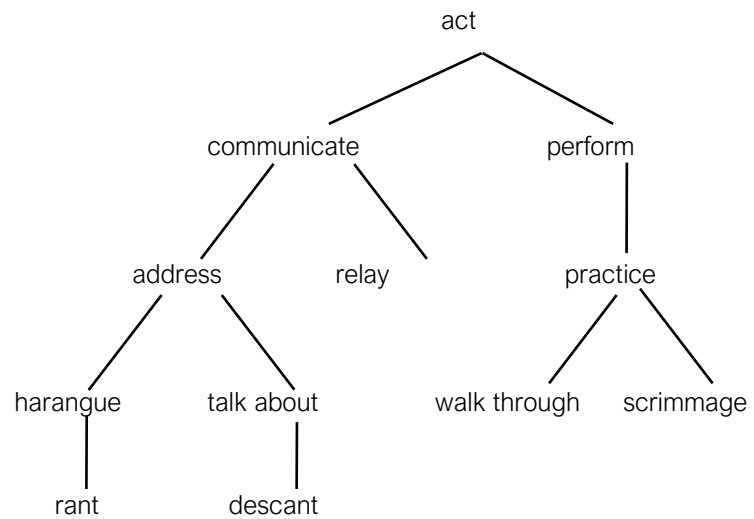 act
communicate perform
address relay practice
harangue talk about walk through scrimmage
rant descant